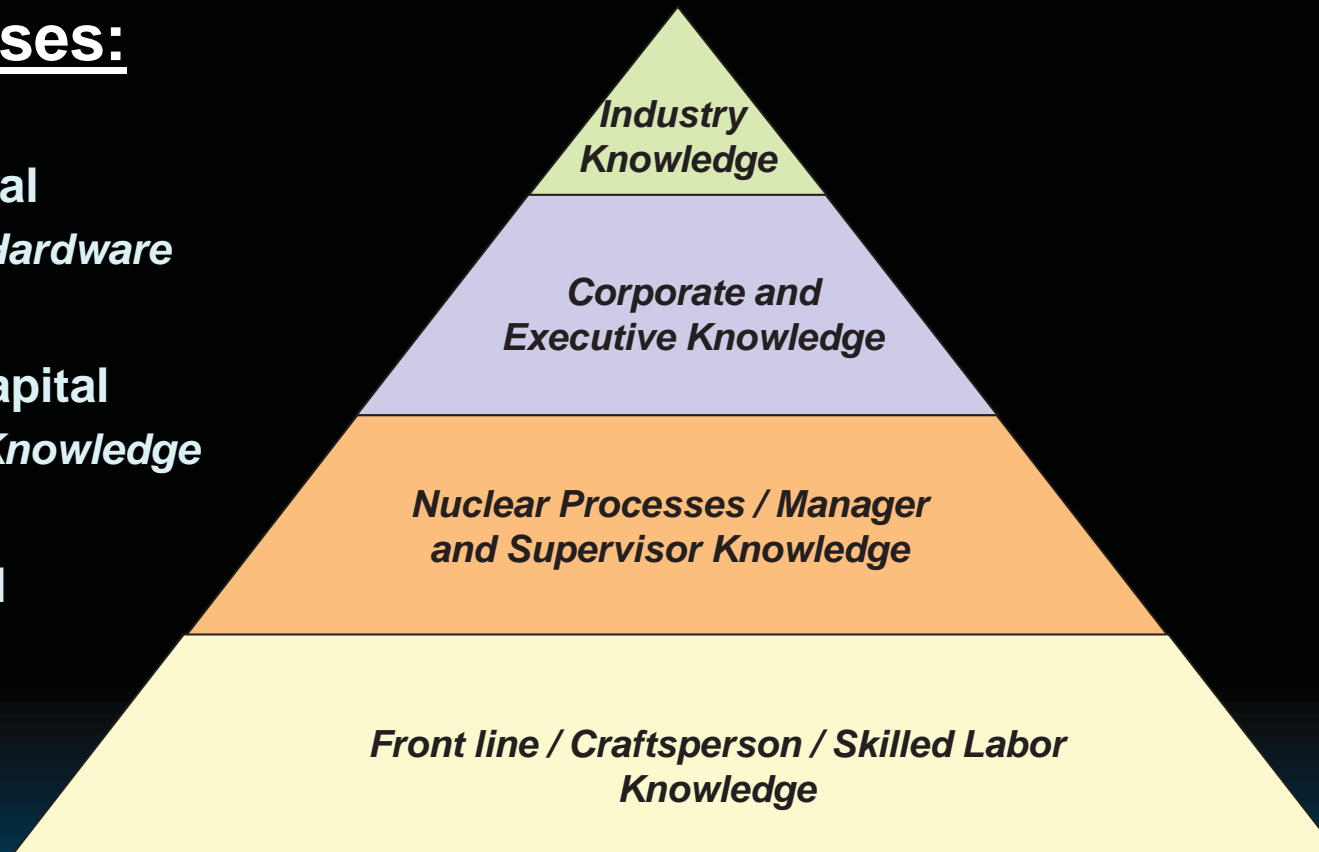 ses:
al
Hardware
apital
Knowledge
l
Industry
Knowledge
Corporate and
Executive Knowledge
Nuclear Processes / Manager
and Supervisor Knowledge
Front line / Craftsperson / Skilled Labor
Knowledge